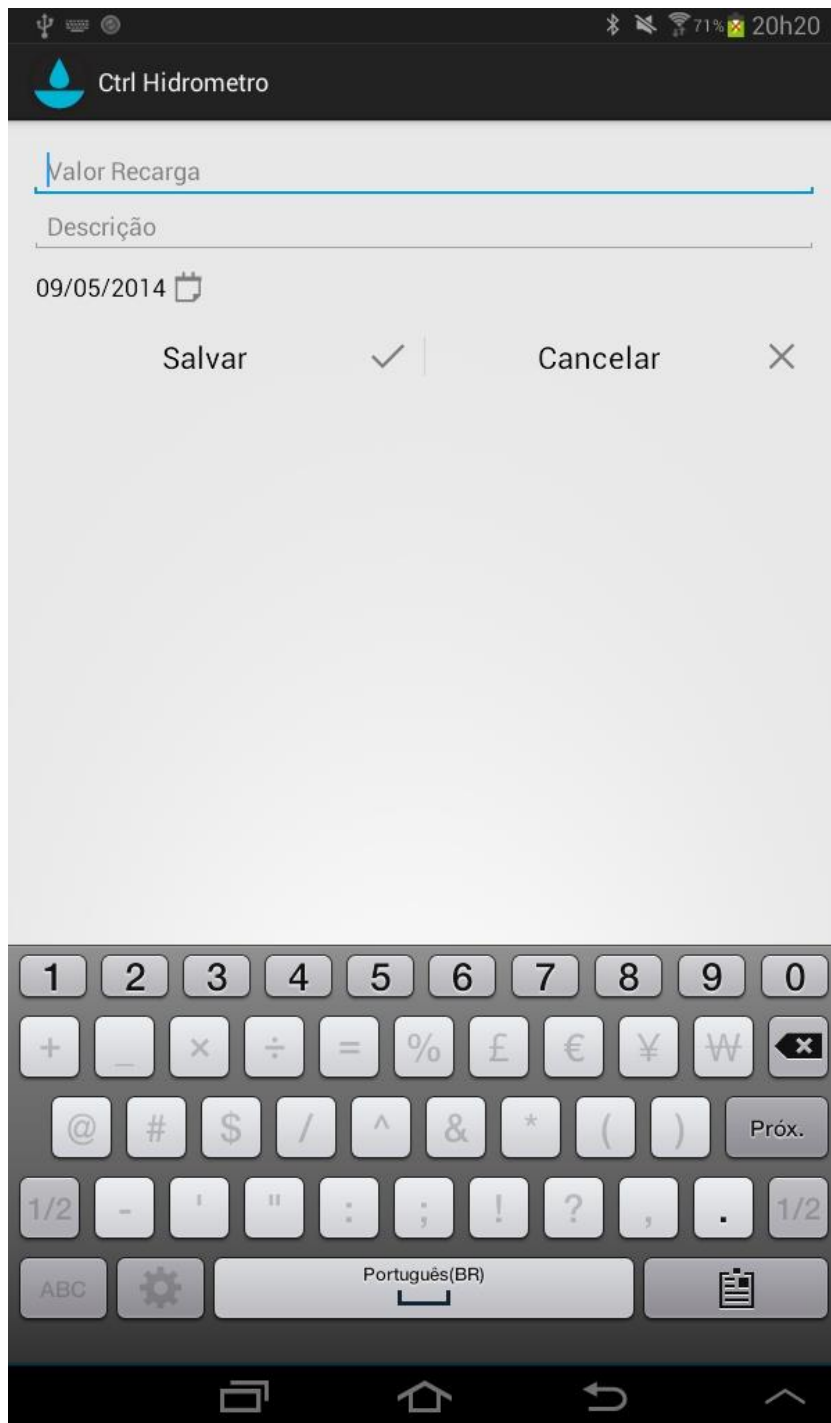 71% 20h20
Ctrl Hidrometro
Valor Recarga
Descrição
09/05/2014
Salvar Cancelar
1 2 3 4 5 6 7 8 9 0
+ _ × ÷ = % £ € ¥ ₩
@ # $ / ^ & * ( ) Próx.
1/2 - ' " : ; ! ? , . 1/2
ABC Português(BR)